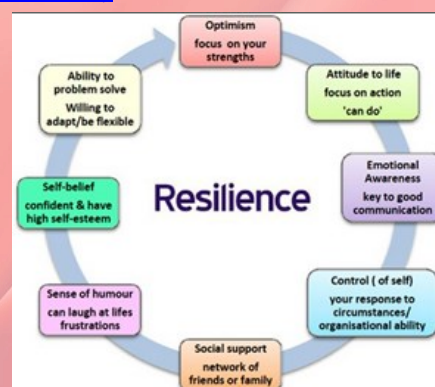 Optimism
focus on your
strengths
Attitude to life
focus on action
'can do'
Emotional
Awareness
key to good
communication
Control ( of self)
your response to
circumstances/
organisational ability
Social support
network of
friends or family
Sense of humour
can laugh at lifes
frustrations
Self-belief
confident & have
high self-esteem
Ability to
problem solve
Willing to
adapt/be flexible
Resilience